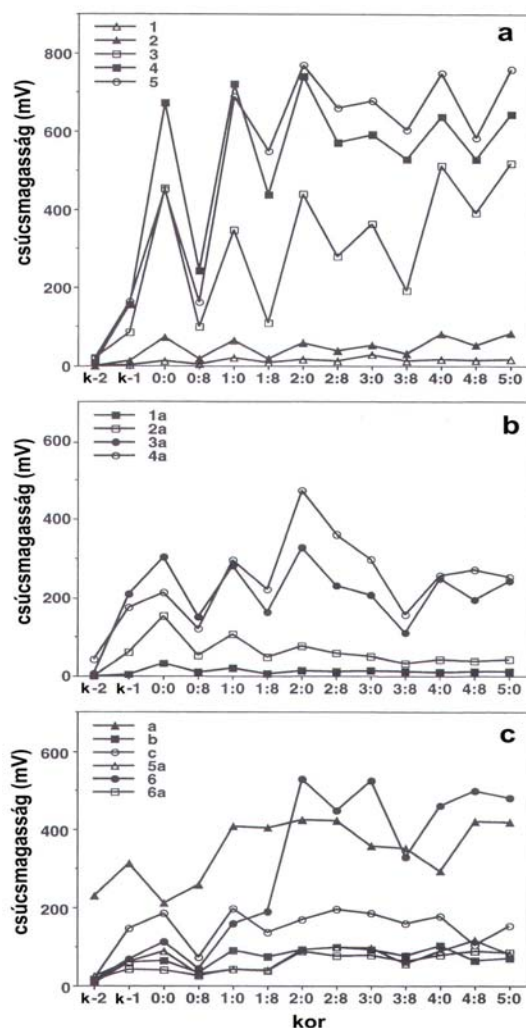 a
1
2
3
4
5
csúcsmagasság (mV)
800
600
400
200
0
k-2 k-1 0:0 0:8 1:0 1:8 2:0 2:8 3:0 3:8 4:0 4:8 5:0
b
1a
2a
3a
4a
csúcsmagasság (mV)
600
400
200
0
k-2 k-1 0:0 0:8 1:0 1:8 2:0 2:8 3:0 3:8 4:0 4:8 5:0
c
a
b
c
5a
6
6a
csúcsmagasság (mV)
600
400
200
0
k-2 k-1 0:0 0:8 1:0 1:8 2:0 2:8 3:0 3:8 4:0 4:8 5:0
kor